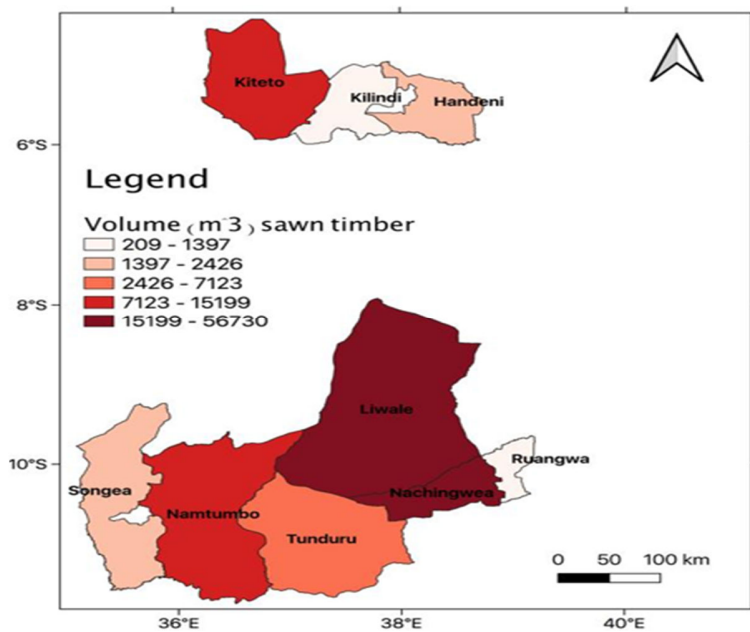 Kiteto
Kilindi
Handeni
6°S
Legend
Volume (m^-3) sawn timber
209 - 1397
1397 - 2426
2426 - 7123
7123 - 15199
15199 - 56730
8°S
Liwale
10°S
Ruangwa
Songea
Nachingwea
Namtumbo
Tunduru
0 50 100 km
36°E 38°E 40°E